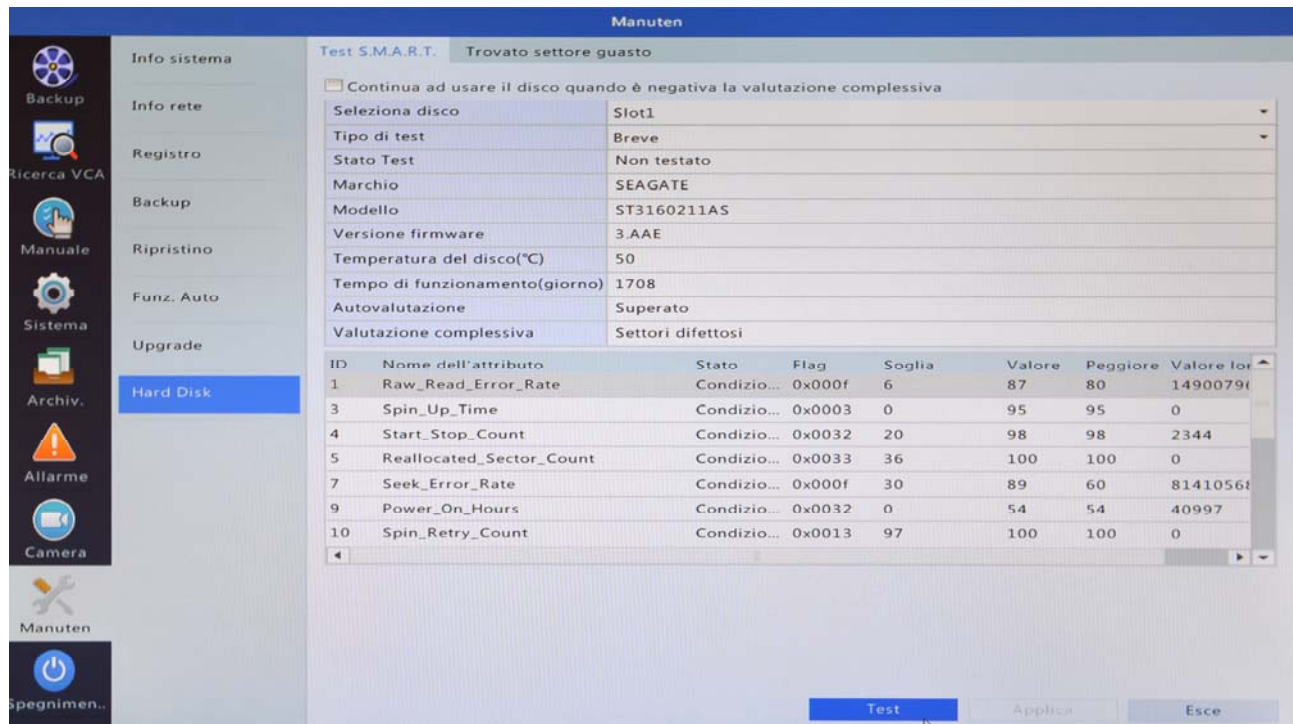 Manuten
Backup
Ricerca VCA
Manuale
Sistema
Archiv.
Allarme
Camera
Manuten
Spegnimen..
Info sistema
Info rete
Registro
Backup
Ripristino
Funz. Auto
Upgrade
Hard Disk
Test S.M.A.R.T. Trovato settore guasto
Continua ad usare il disco quando è negativa la valutazione complessiva
Seleziona disco Slot1
Tipo di test Breve
Stato Test Non testato
Marchio SEAGATE
Modello ST3160211AS
Versione firmware 3.AAE
Temperatura del disco(°C) 50
Tempo di funzionamento(giorno) 1708
Autovalutazione Superato
Valutazione complessiva Settori difettosi
ID Nome dell'attributo Stato Flag Soglia Valore Peggiore Valore
1 Raw_Read_Error_Rate Condizio... 0x000f 6 87 80
3 Spin_Up_Time Condizio... 0x0003 0 95 95 0
4 Start_Stop_Count Condizio... 0x0032 20 98 98 2344
5 Reallocated_Sector_Count Condizio... 0x0033 36 100 100 0
7 Seek_Error_Rate Condizio... 0x000f 30 89 60
9 Power_On_Hours Condizio... 0x0032 0 54 54 40997
10 Spin_Retry_Count Condizio... 0x0013 97 100 100 0
Test Applica Esce